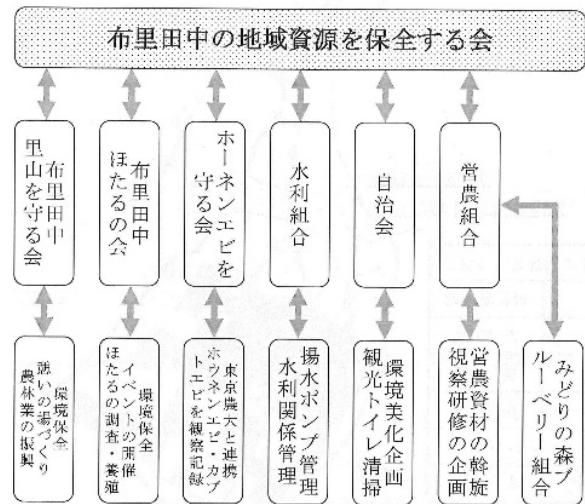 布里田中の地域資源を保全する会
布里田中
里山を守る会
布里田中
ほたるの会
ホーネンエビを
守る会
水利組合
自治会
営農組合
環境保全
憩いの場づくり
農林業の振興
環境保全
イベントの開催
ほたるの調査・養殖
東京農大と連携
ホウネンエビ・カブ
トエビを観察記録
揚水ポンプ管理
水利関係管理
環境美化企画
観光トイレ清掃
営農資材の斡旋
視察研修の企画
みどりの森ブ
ルーベリー組合